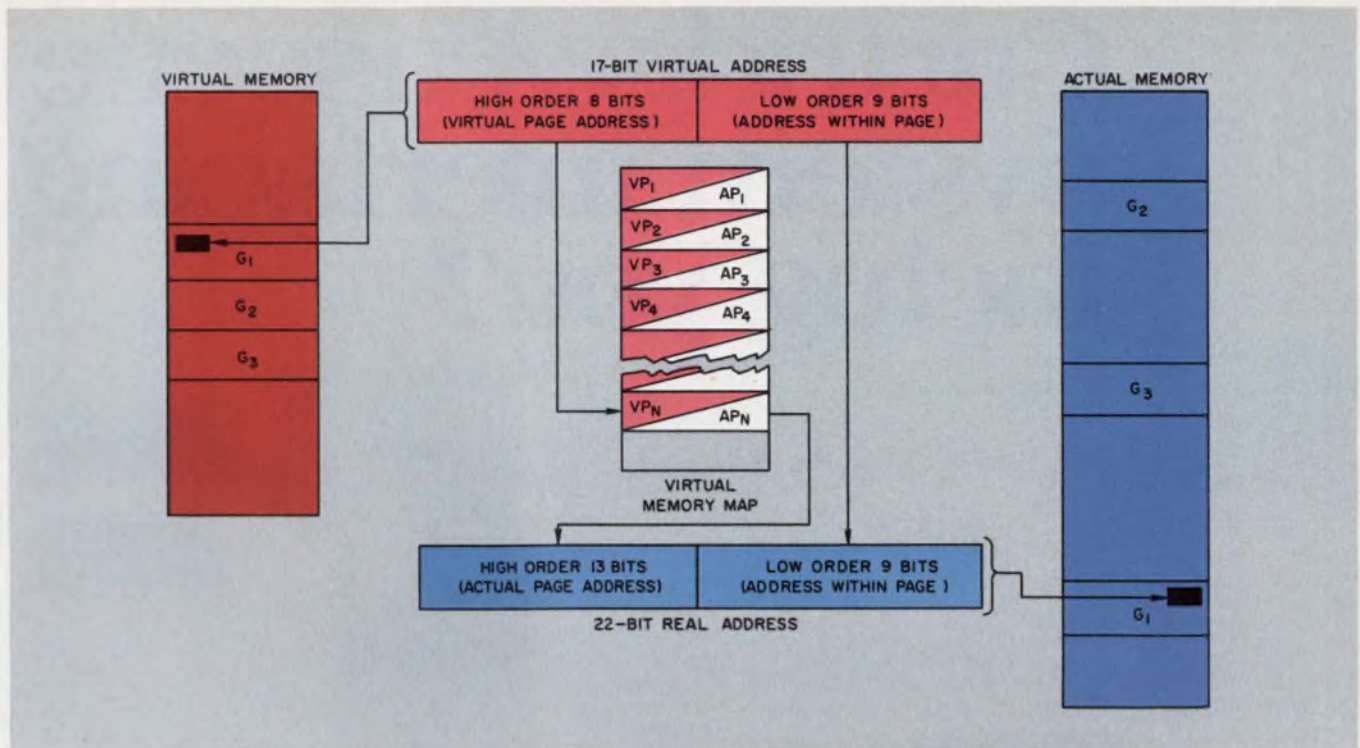 17-BIT VIRTUAL ADDRESS
VIRTUAL MEMORY
ACTUAL MEMORY
HIGH ORDER 8 BITS
(VIRTUAL PAGE ADDRESS)
LOW ORDER 9 BITS
(ADDRESS WITHIN PAGE)
VP1 AP1
VP2 AP2
VP3 AP3
VP4 AP4
VPN APN
VIRTUAL
MEMORY MAP
G1
G2
G3
G2
G3
G1
HIGH ORDER 13 BITS
(ACTUAL PAGE ADDRESS)
LOW ORDER 9 BITS
(ADDRESS WITHIN PAGE)
22-BIT REAL ADDRESS